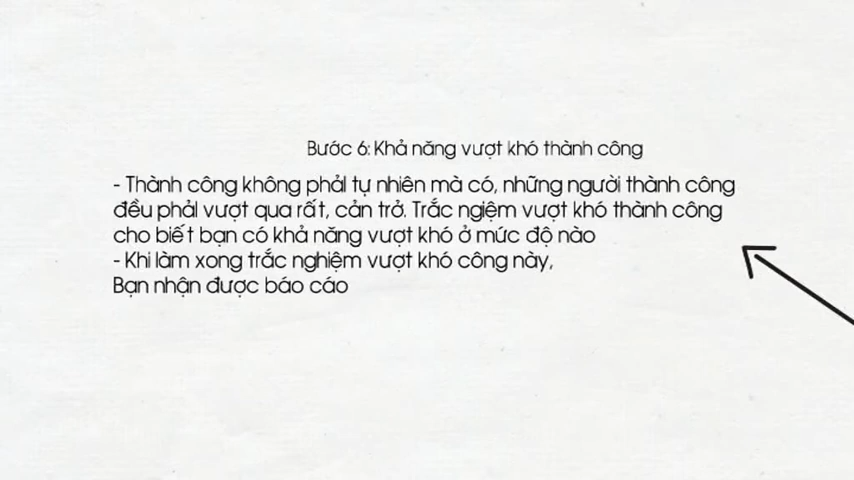 Bước 6: Khả năng vượt khó thành công
- Thành công không phải tự nhiên mà có, những người thành công
đều phải vượt qua rất, cản trở. Trắc ngiệm vượt khó thành công
cho biết bạn có khả năng vượt khó ở mức độ nào
- Khi làm xong trắc nghiệm vượt khó công này,
Bạn nhận được báo cáo